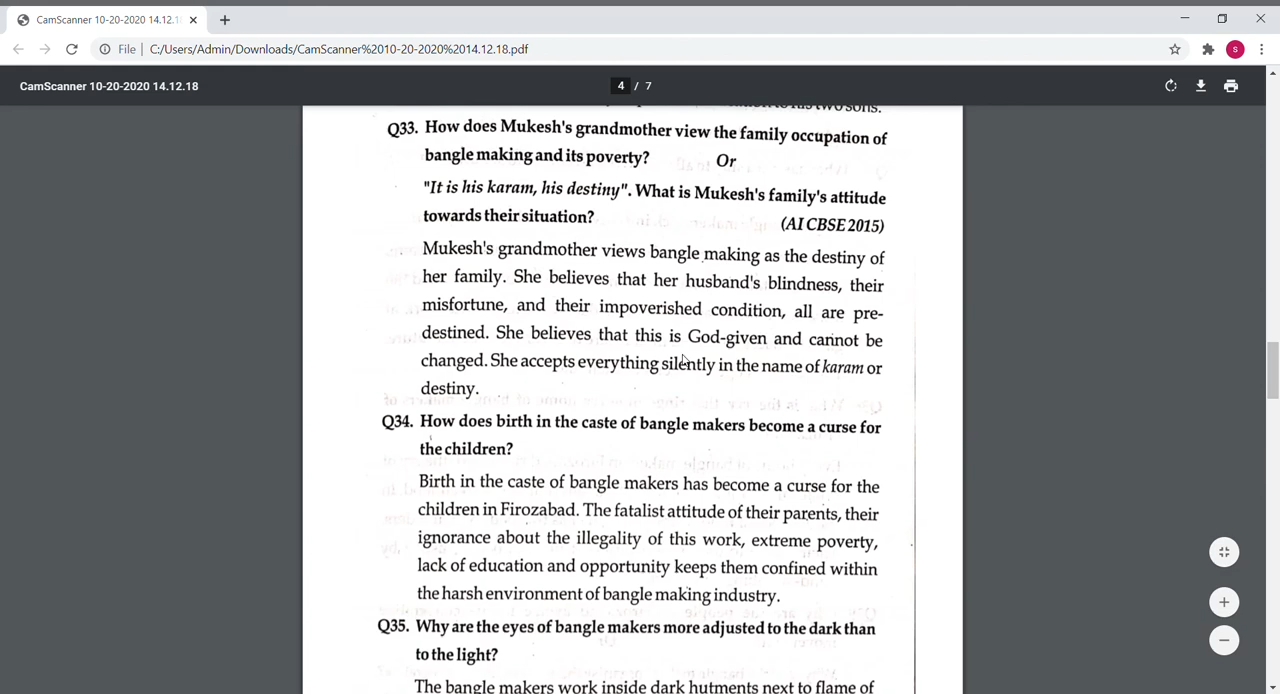 CamScanner 10-20-2020 14.12.1
File | C:/Users/Admin/Downloads/CamScanner%2010-20-2020%2014.12.18.pdf
S
CamScanner 10-20-2020 14.12.18
4 / 7
his two sons.
Q33. How does Mukesh's grandmother view the family occupation of
bangle making and its poverty? Or
"It is his karam, his destiny". What is Mukesh's family's attitude
towards their situation? (AI CBSE 2015)
Mukesh's grandmother views bangle making as the destiny of
her family. She believes that her husband's blindness, their
misfortune, and their impoverished condition, all are pre-
destined. She believes that this is God-given and cannot be
changed. She accepts everything silently in the name of karam or
destiny.
Q34. How does birth in the caste of bangle makers become a curse for
the children?
Birth in the caste of bangle makers has become a curse for the
children in Firozabad. The fatalist attitude of their parents, their
ignorance about the illegality of this work, extreme poverty,
lack of education and opportunity keeps them confined within
the harsh environment of bangle making industry.
Q35. Why are the eyes of bangle makers more adjusted to the dark than
to the light?
The bangle makers work inside dark hutments next to flame of